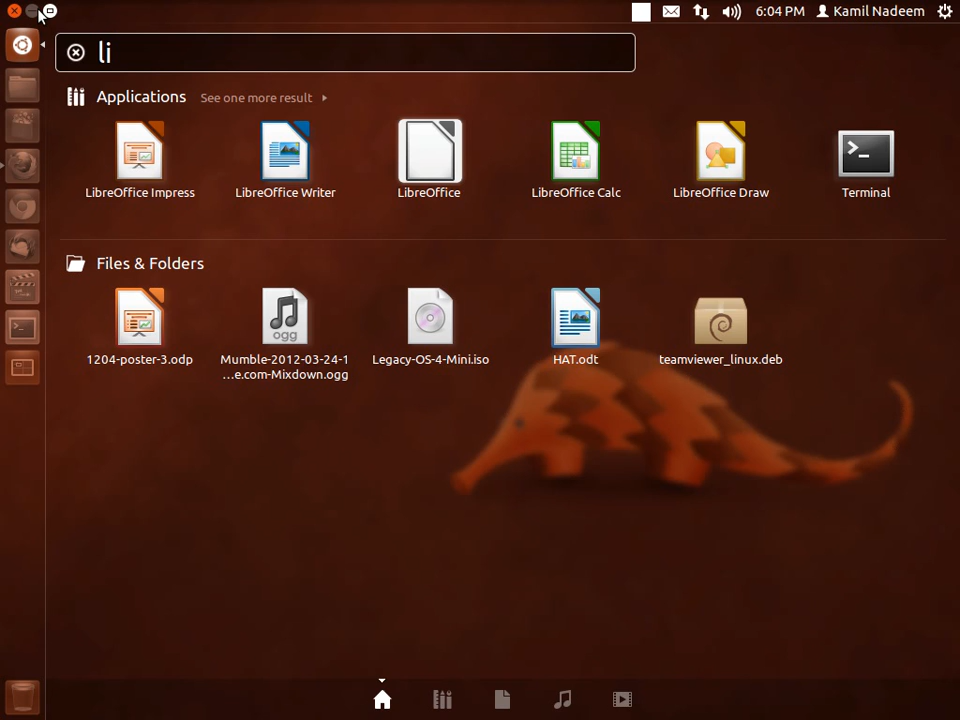 6:04 PM Kamil Nadeem
li
Applications See one more result
LibreOffice Impress LibreOffice Writer LibreOffice LibreOffice Calc LibreOffice Draw Terminal
Files & Folders
ogg
1204-poster-3.odp Mumble-2012-03-24-1 Legacy-OS-4-Mini.iso HAT.odt teamviewer_linux.deb
...e.com-Mixdown.ogg